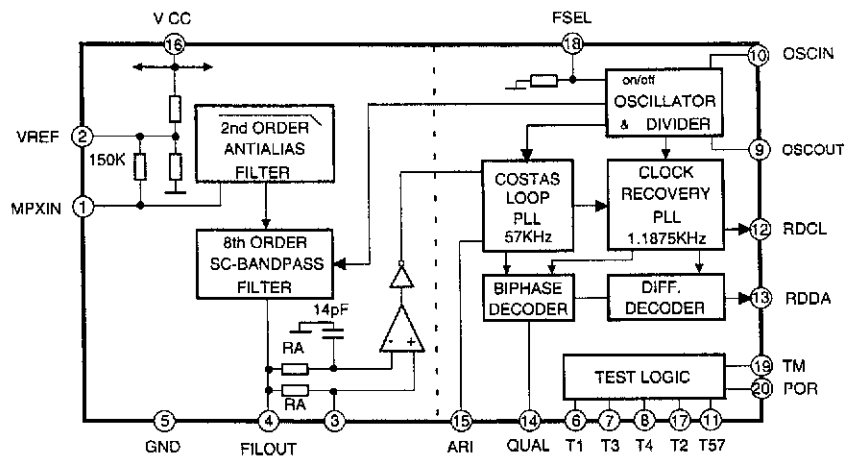 V CC
16
FSEL
18
10
OSCIN
on/off
OSCILLATOR
& DIVIDER
VREF
2
150K
2nd ORDER
ANTIALIAS
FILTER
9
OSCOUT
MPXIN
1
COSTAS
LOOP
PLL
57KHz
CLOCK
RECOVERY
PLL
1.1875KHz
12
RDCL
8th ORDER
SC-BANDPASS
FILTER
BIPHASE
DECODER
DIFF.
DECODER
13
RDDA
14pF
RA
-
+
RA
TEST LOGIC
19
TM
20
POR
5
4
3
15
14
6
7
8
17
11
GND
FILOUT
ARI
QUAL
T1
T3
T4
T2
T57